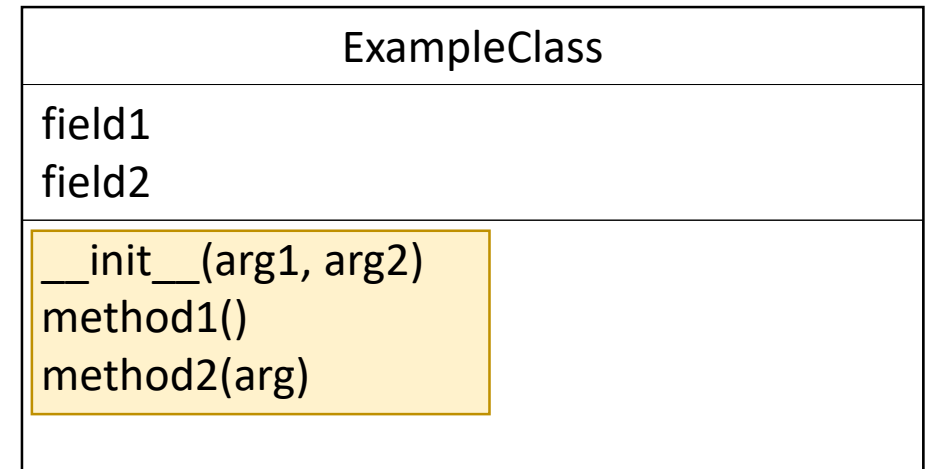 ExampleClass
field1
field2
__init__(arg1, arg2)
method1()
method2(arg)